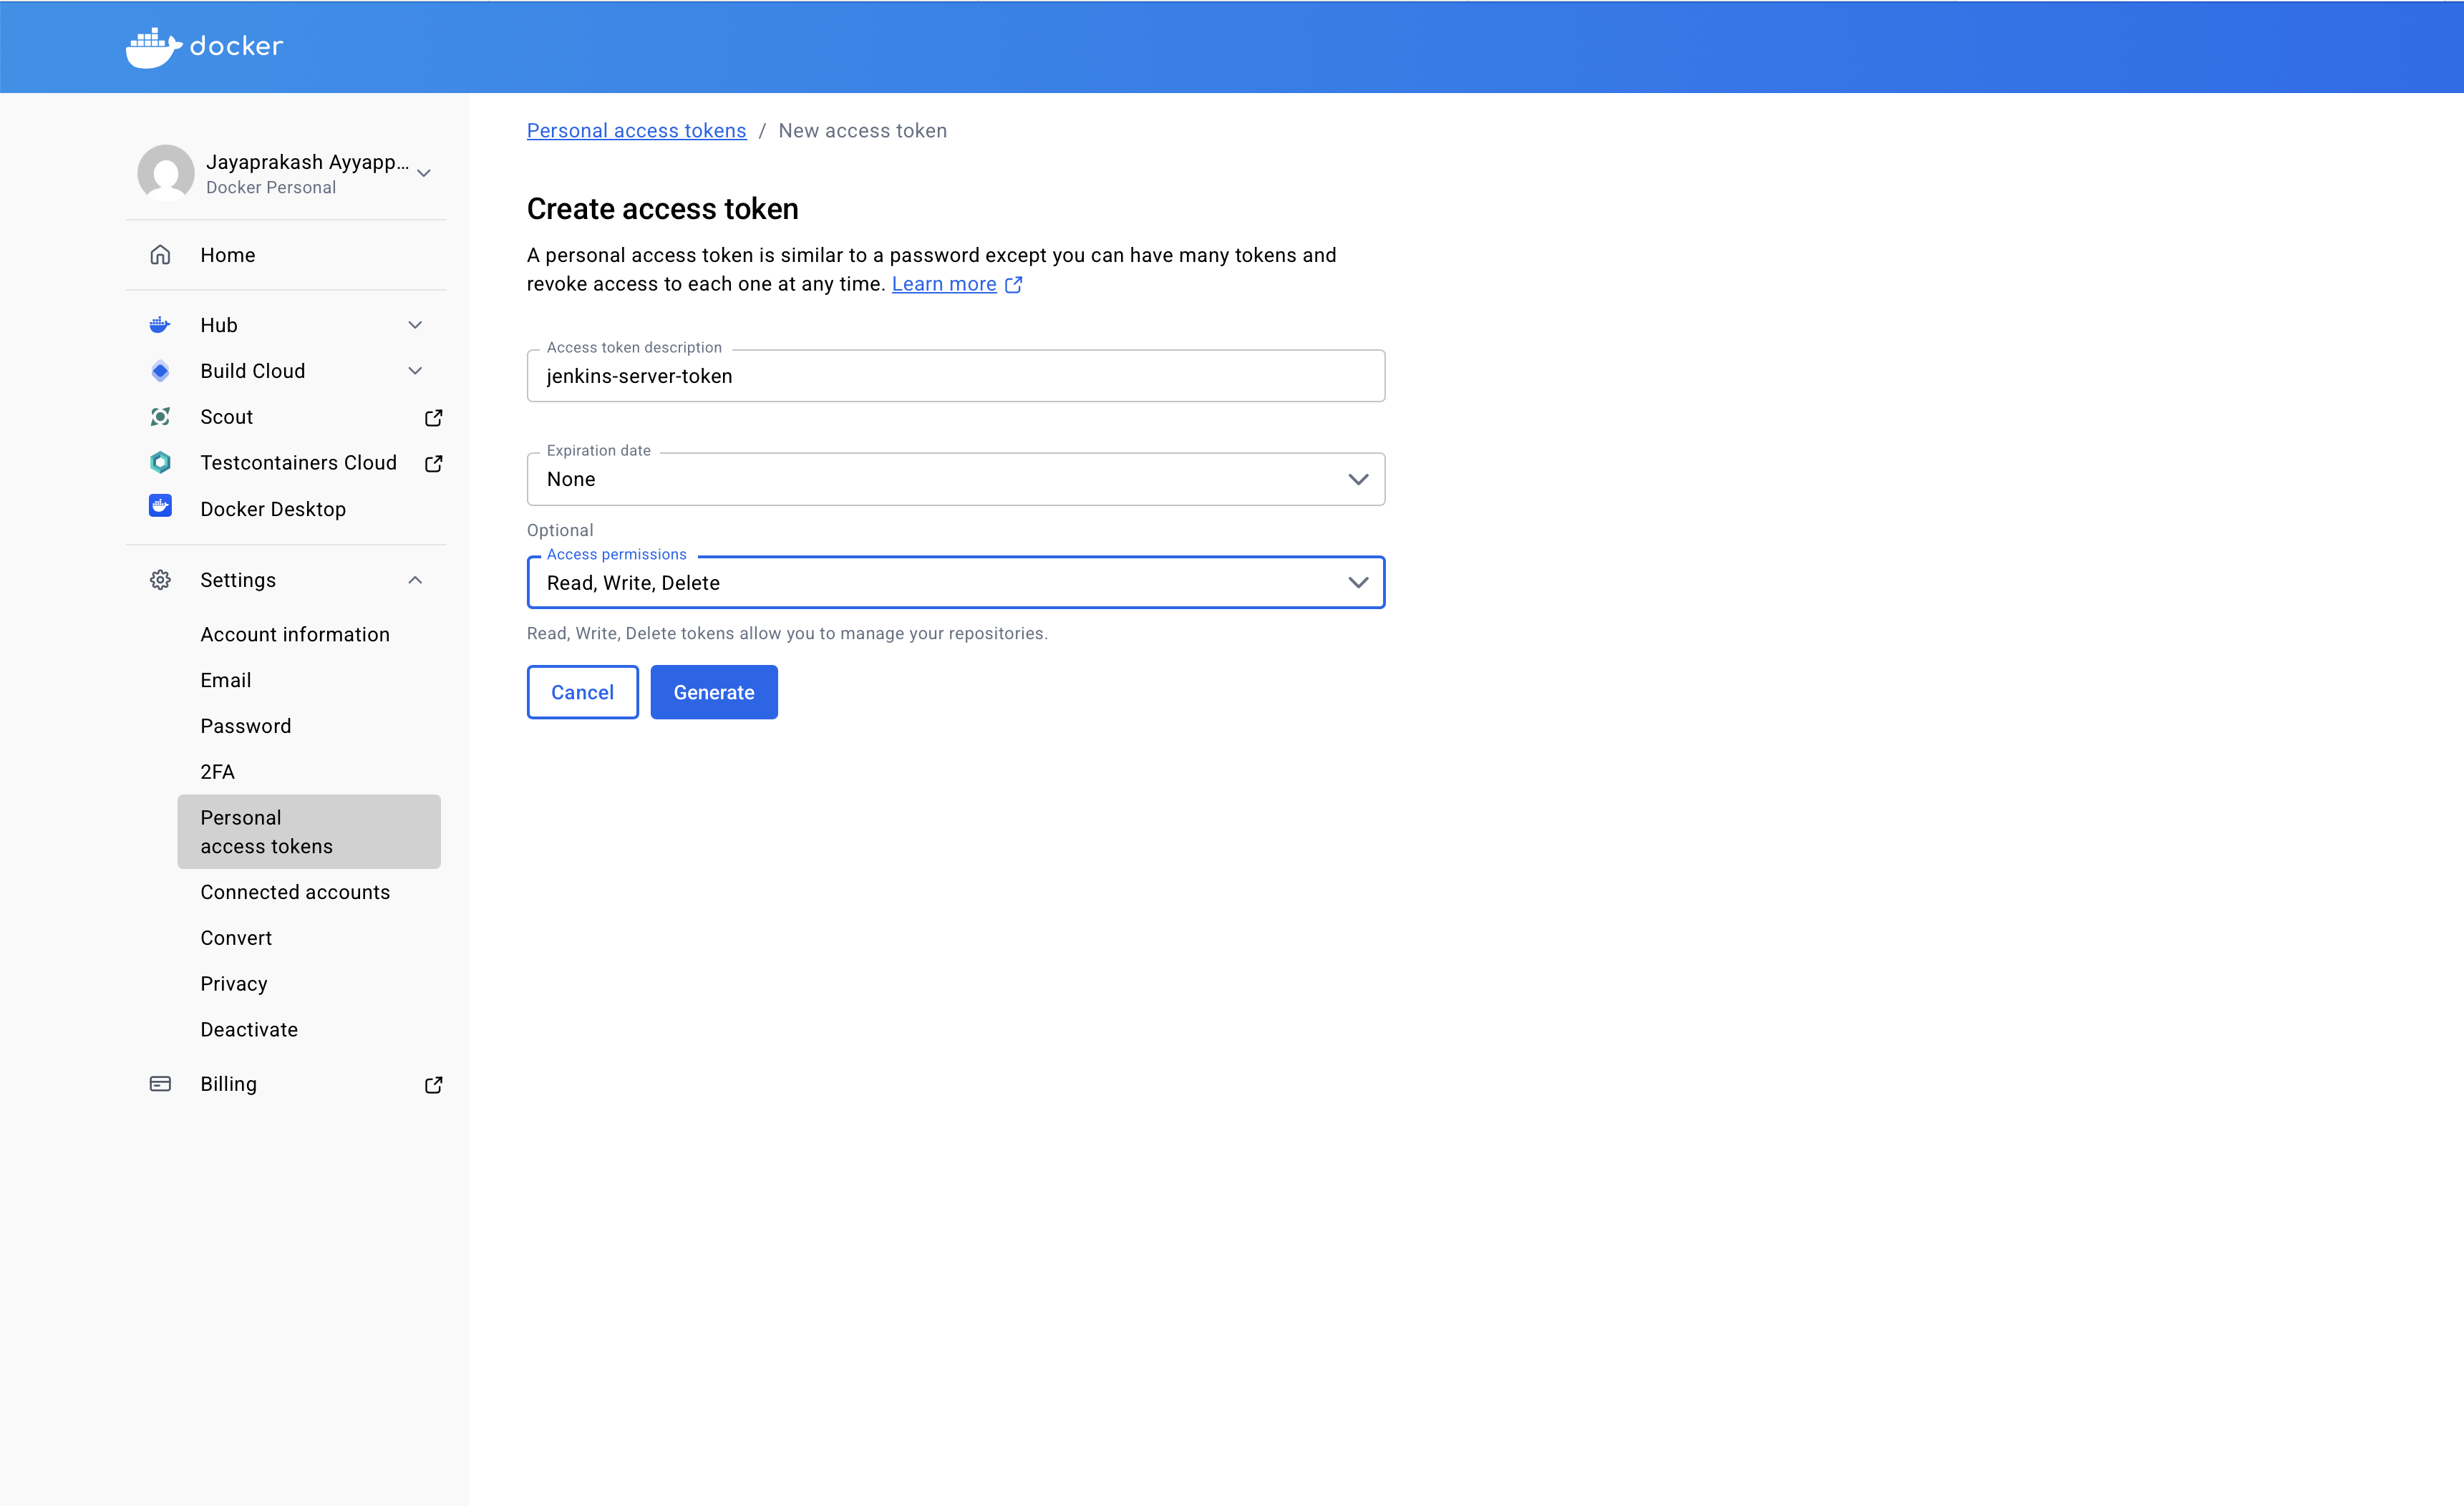 docker
Jayaprakash Ayyapp...
Docker Personal
Home
Hub
Build Cloud
Scout
Testcontainers Cloud
Docker Desktop
Settings
Account information
Email
Password
2FA
Personal
access tokens
Connected accounts
Convert
Privacy
Deactivate
Billing
Personal access tokens / New access token
Create access token
A personal access token is similar to a password except you can have many tokens and
revoke access to each one at any time. Learn more
Access token description
jenkins-server-token
Expiration date
None
Optional
Access permissions
Read, Write, Delete
Read, Write, Delete tokens allow you to manage your repositories.
Cancel
Generate